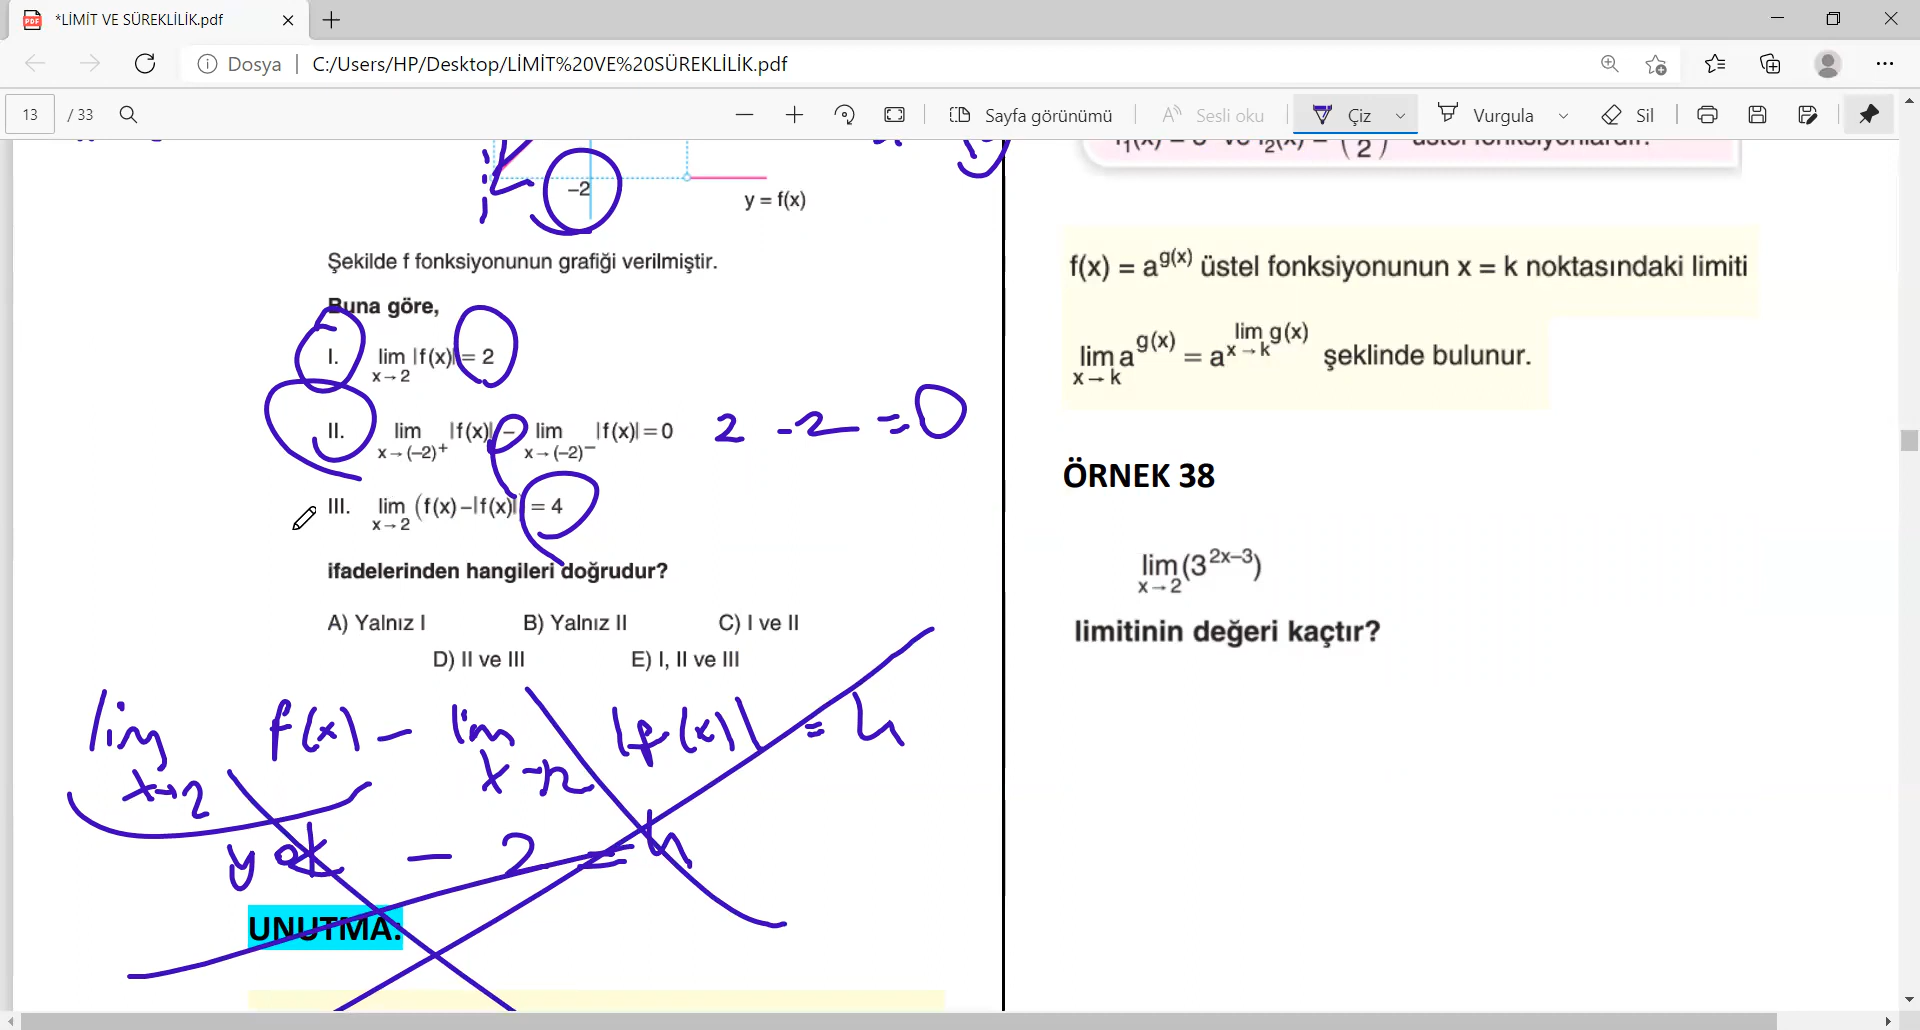 *LİMİT VE SÜREKLİLİK.pdf
Dosya | C:/Users/HP/Desktop/LİMİT%20VE%20SÜREKLİLİK.pdf
13 / 33
Sayfa görünümü
Sesli oku
Çiz
Vurgula
Sil
−2
y = f(x)
Şekilde f fonksiyonunun grafiği verilmiştir.
Buna göre,
I. lim x→2 |f(x)| = 2
II. lim x→(−2)⁺ |f(x)| − lim x→(−2)⁻ |f(x)| = 0
2 - 2 = 0
III. lim x→2 (f(x) − |f(x)|) = 4
ifadelerinden hangileri doğrudur?
A) Yalnız I B) Yalnız II C) I ve II
D) II ve III E) I, II ve III
lim x→2 f(x) − lim x→2 |f(x)| = 4
yok − 2 = 4
UNUTMA:
üstel fonksiyonlardır.
f(x) = a^g(x) üstel fonksiyonunun x = k noktasındaki limiti
lim x→k a^g(x) = a^lim x→k g(x) şeklinde bulunur.
ÖRNEK 38
lim x→2 (3^2x−3)
limitinin değeri kaçtır?